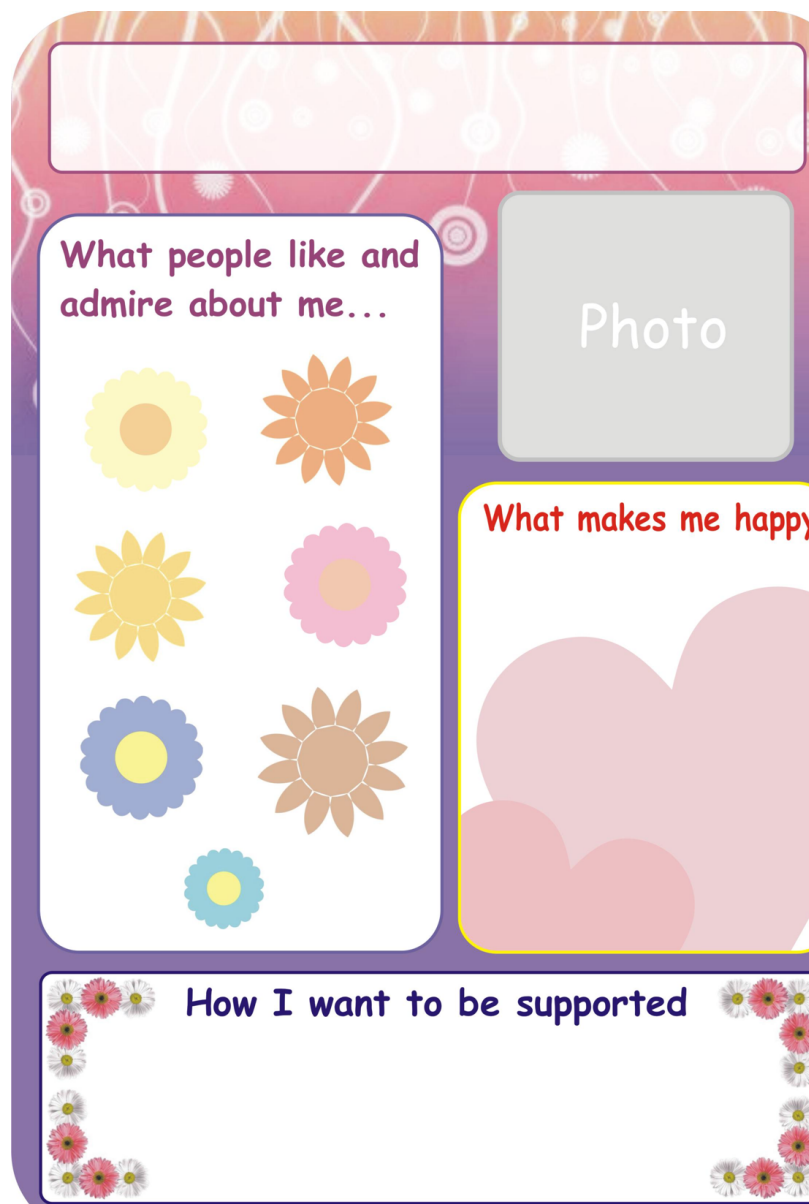 What people like and
admire about me...
Photo
What makes me happy
How I want to be supported